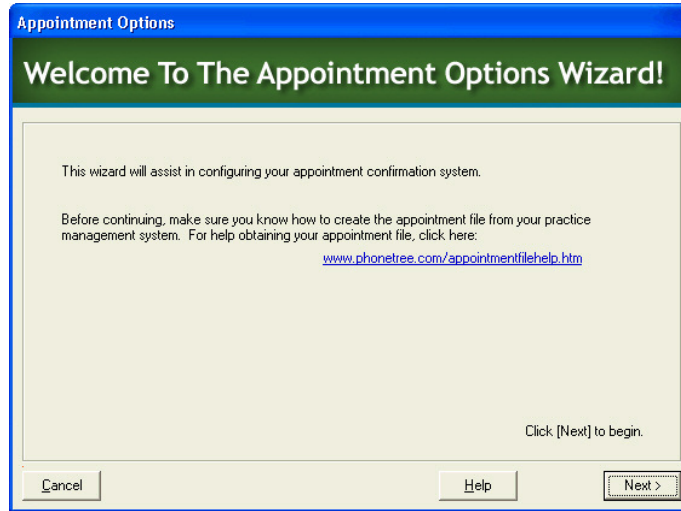 Appointment Options
Welcome To The Appointment Options Wizard!
This wizard will assist in configuring your appointment confirmation system.
Before continuing, make sure you know how to create the appointment file from your practice
management system.  For help obtaining your appointment file, click here:
www.phonetree.com/appointmentfilehelp.htm
Click [Next] to begin.
Cancel
Help
Next >